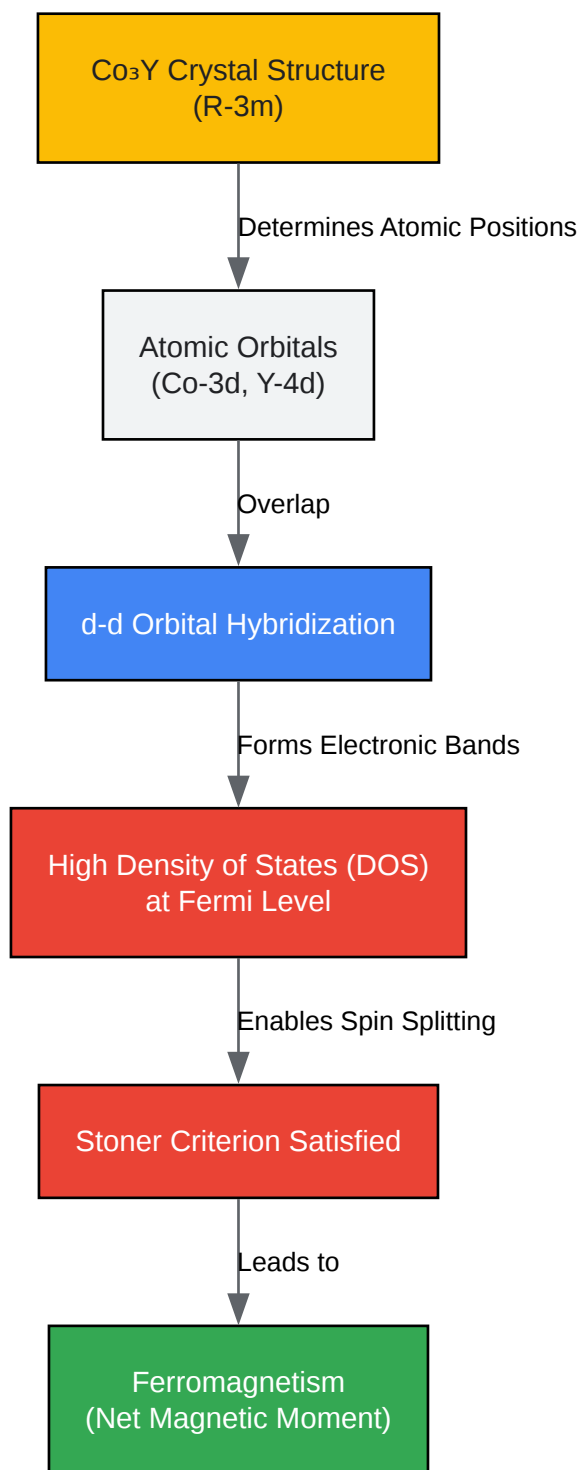 Co₃Y Crystal Structure
(R-3m)
Determines Atomic Positions
Atomic Orbitals
(Co-3d, Y-4d)
Overlap
d-d Orbital Hybridization
Forms Electronic Bands
High Density of States (DOS)
at Fermi Level
Enables Spin Splitting
Stoner Criterion Satisfied
Leads to
Ferromagnetism
(Net Magnetic Moment)